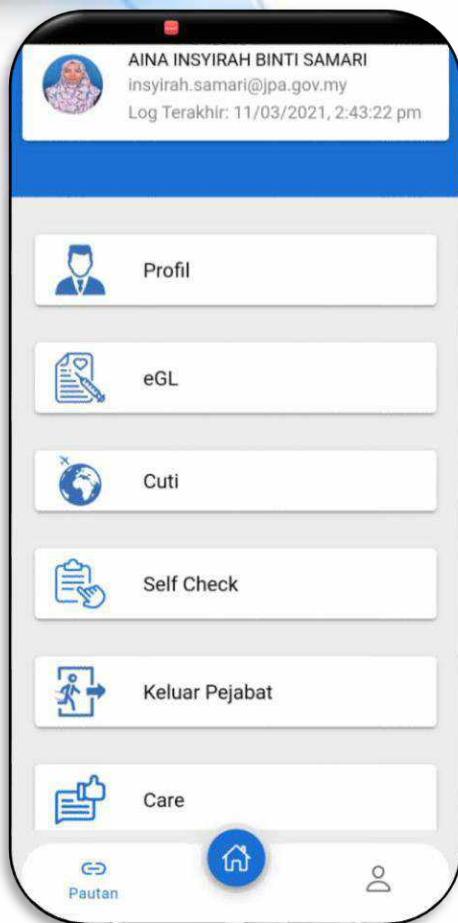 AINA INSYIRAH BINTI SAMARI
insyirah.samari@jpa.gov.my
Log Terakhir: 11/03/2021, 2:43:22 pm
Profil
eGL
Cuti
Self Check
Keluar Pejabat
Care
Pautan